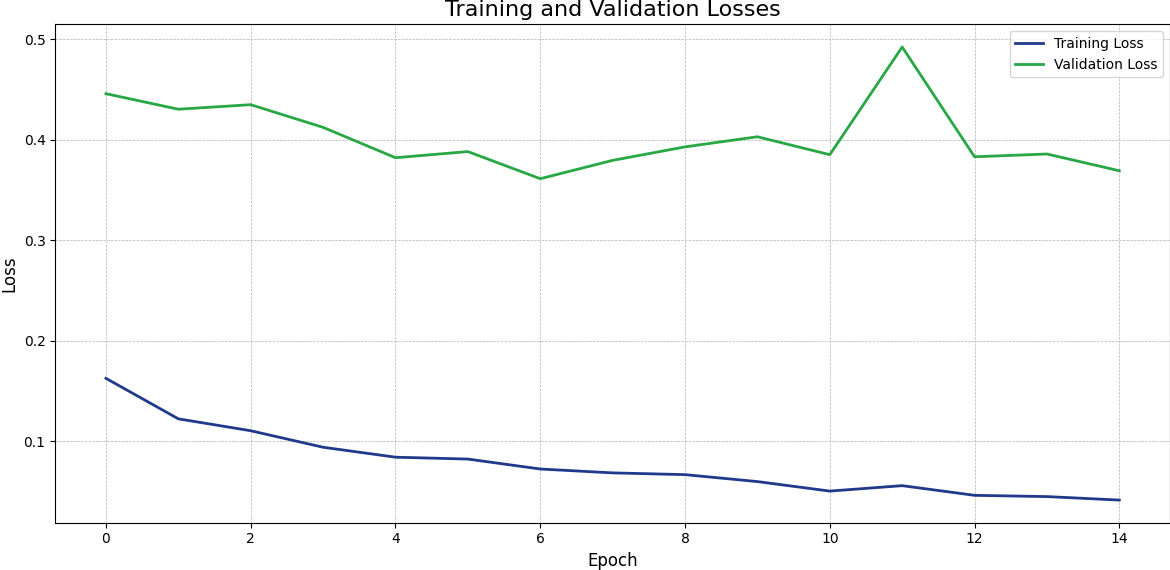 Training and Validation Losses
Training Loss
Validation Loss
0.5
0.4
0.3
0.2
0.1
Loss
0 2 4 6 8 10 12 14
Epoch